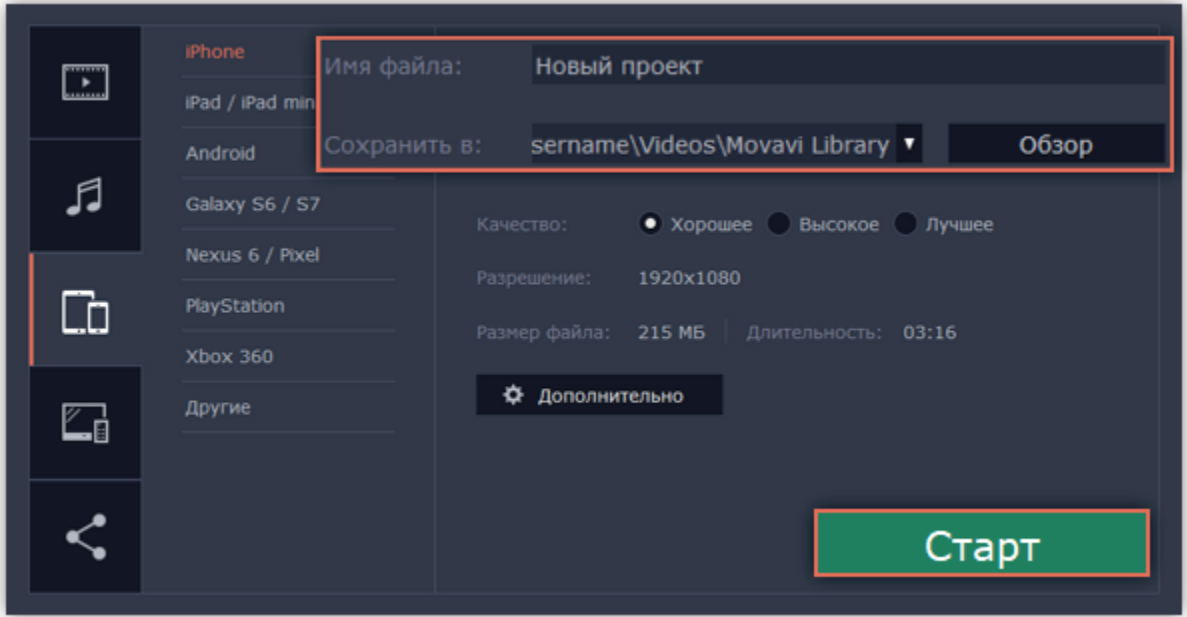 iPhone
iPad / iPad min
Android
Galaxy S6 / S7
Nexus 6 / Pixel
PlayStation
Xbox 360
Другие
Имя файла: Новый проект
Сохранить в: sername\Videos\Movavi Library Обзор
Качество: Хорошее Высокое Лучшее
Разрешение: 1920x1080
Размер файла: 215 МБ Длительность: 03:16
Дополнительно
Старт